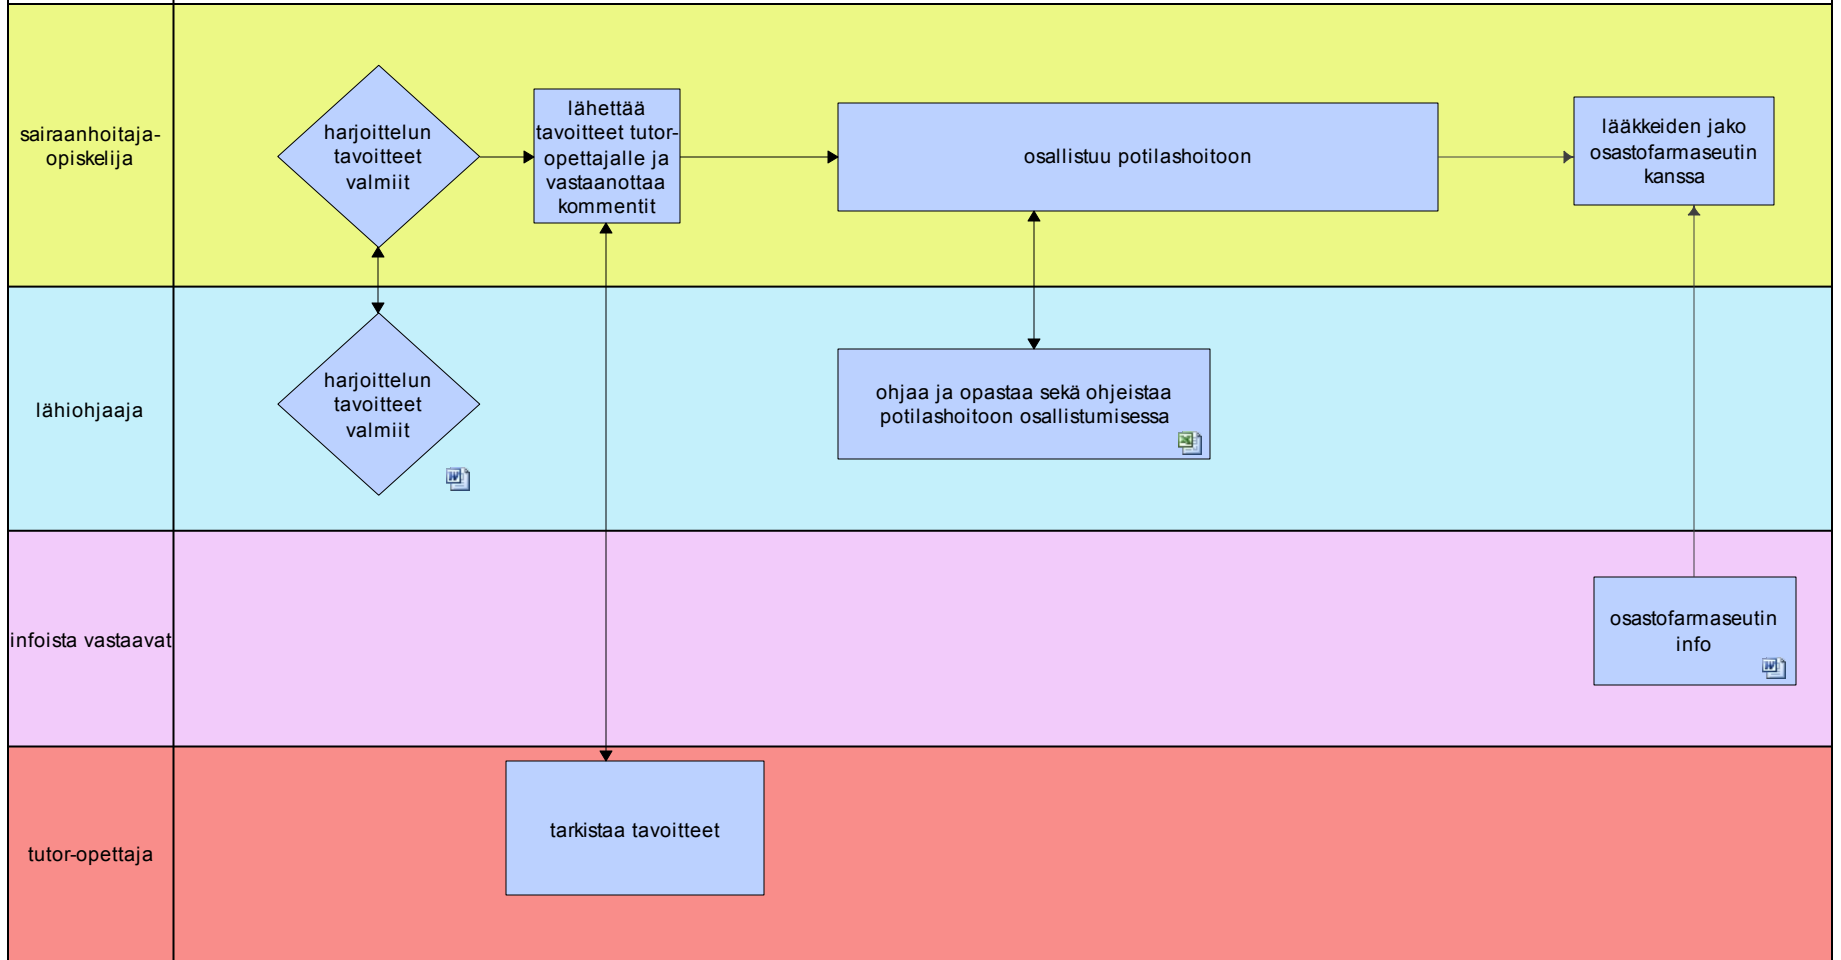 sairaanhoitaja-
opiskelija
harjoittelun
tavoitteet
valmiit
lähettää
tavoitteet tutor-
opettajalle ja
vastaanottaa
kommentit
osallistuu potilashoitoon
lääkkeiden jako
osastofarmaseutin
kanssa
lähiohjaaja
harjoittelun
tavoitteet
valmiit
ohjaa ja opastaa sekä ohjeistaa
potilashoitoon osallistumisessa
infoista vastaavat
osastofarmaseutin
info
tutor-opettaja
tarkistaa tavoitteet